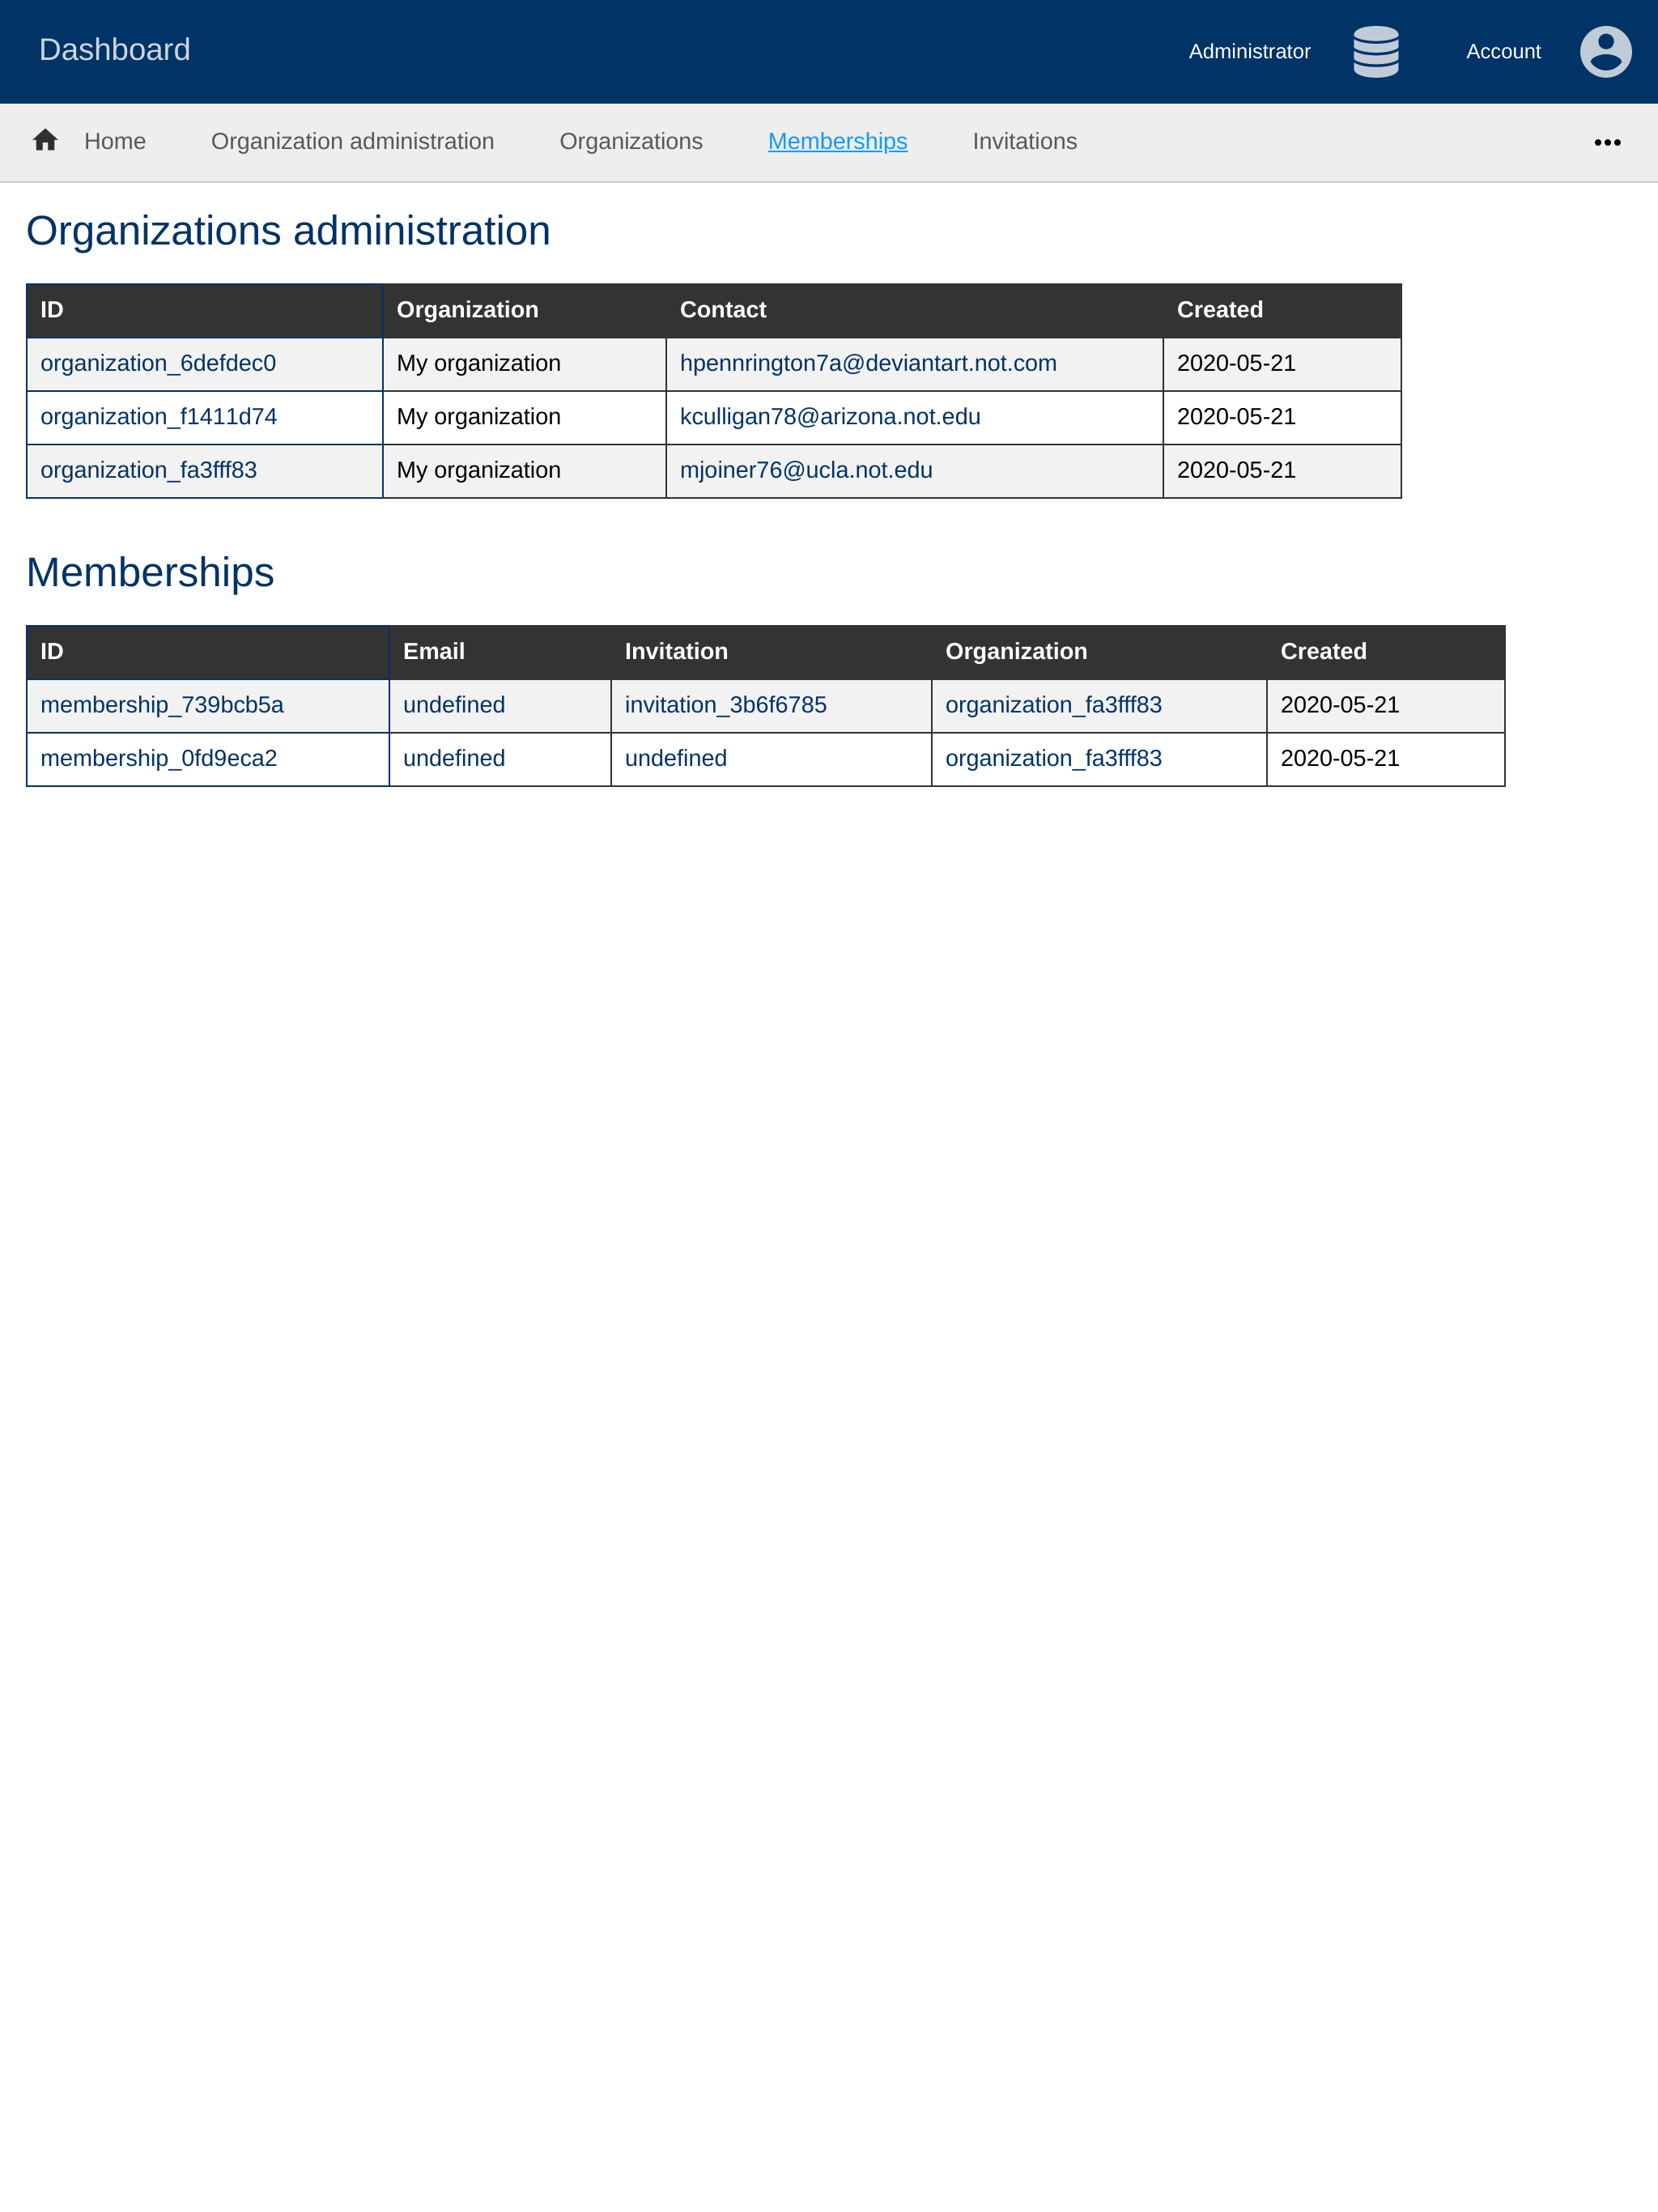 Dashboard Administrator Account
Home Organization administration Organizations Memberships Invitations
Organizations administration
ID Organization Contact Created
organization_6defdec0 My organization hpennrington7a@deviantart.not.com 2020-05-21
organization_f1411d74 My organization kculligan78@arizona.not.edu 2020-05-21
organization_fa3fff83 My organization mjoiner76@ucla.not.edu 2020-05-21
Memberships
ID Email Invitation Organization Created
membership_739bcb5a undefined invitation_3b6f6785 organization_fa3fff83 2020-05-21
membership_0fd9eca2 undefined undefined organization_fa3fff83 2020-05-21